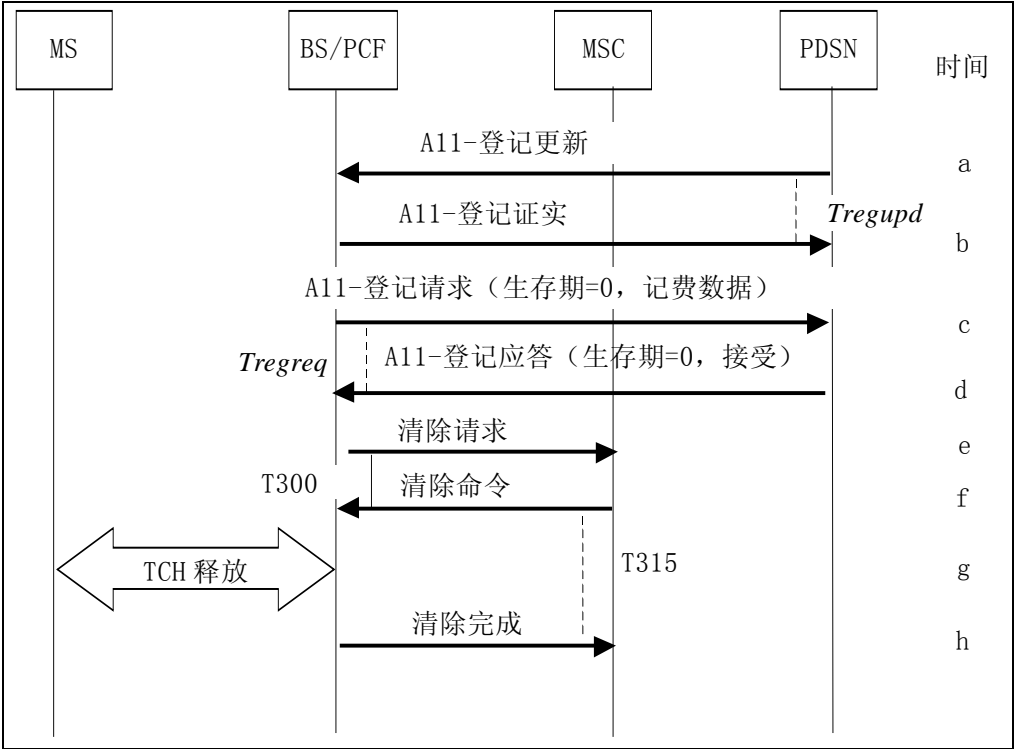 MS
BS/PCF
MSC
PDSN
时间
A11-登记更新
a
A11-登记证实
Tregupd
b
A11-登记请求（生存期=0，记费数据）
c
Tregreq
A11-登记应答（生存期=0，接受）
d
清除请求
e
T300
清除命令
f
TCH 释放
T315
g
清除完成
h